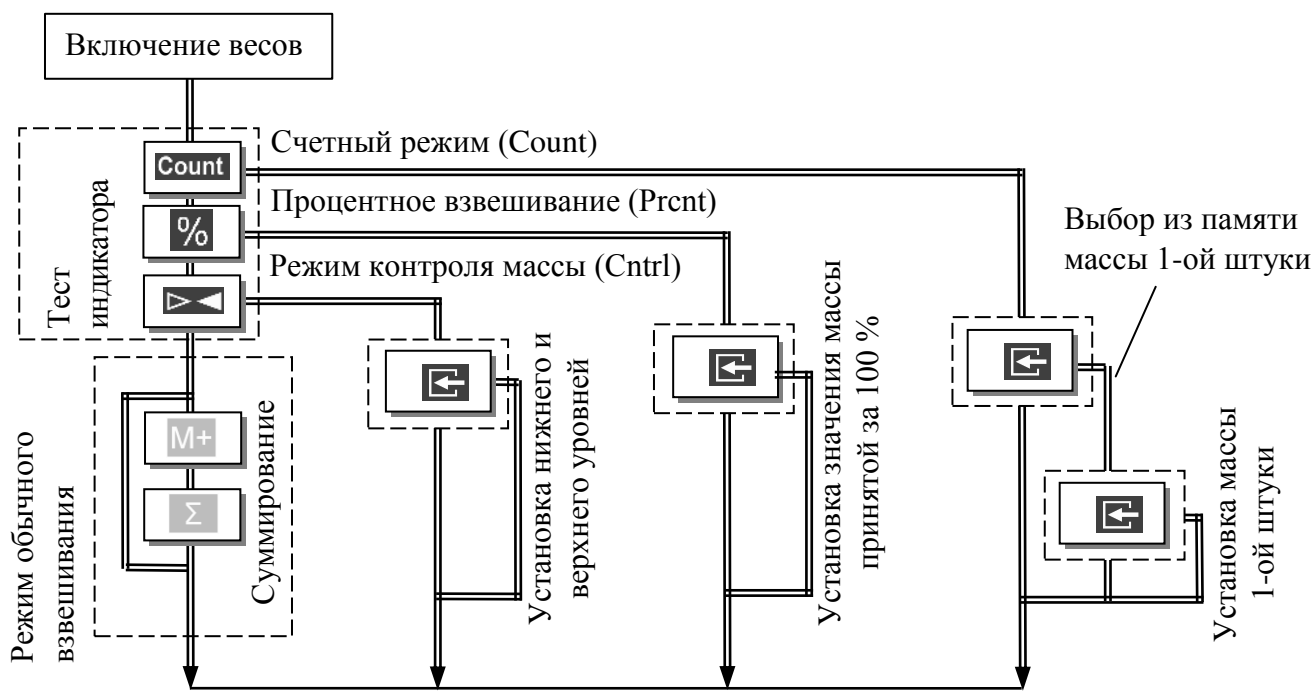 Включение весов
Счетный режим (Count)
Count
Процентное взвешивание (Prcnt)
%
Режим контроля массы (Cntrl)
Тест
индикатора
Выбор из памяти
массы 1-ой штуки
M+
Σ
Суммирование
Режим обычного
взвешивания
Установка нижнего и
верхнего уровней
Установка значения массы
принятой за 100 %
Установка массы
1-ой штуки